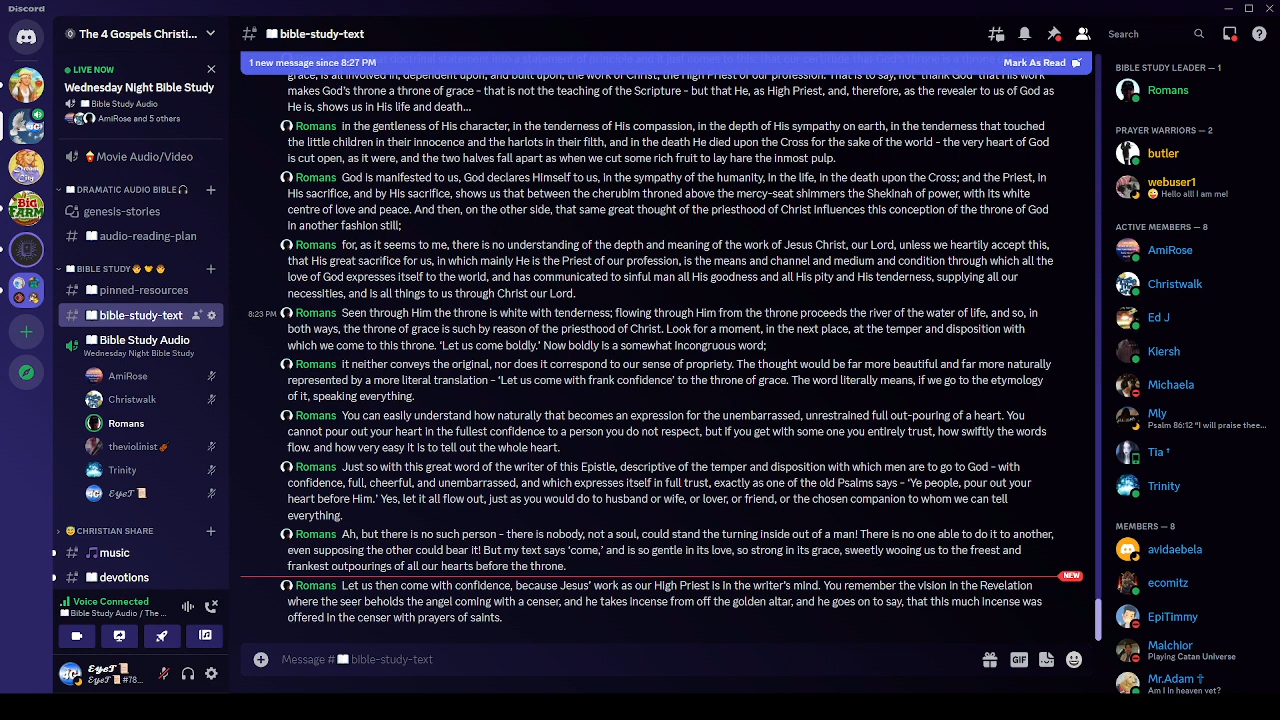 Discord
The 4 Gospels Christi...
bible-study-text
Search
LIVE NOW
Wednesday Night Bible Study
Bible Study Audio
AmiRose and 5 others
Movie Audio/Video
DRAMATIC AUDIO BIBLE
genesis-stories
audio-reading-plan
BIBLE STUDY
pinned-resources
bible-study-text
Bible Study Audio
Wednesday Night Bible Study
AmiRose
Christwalk
Romans
theviolinist
Trinity
EyeT
CHRISTIAN SHARE
music
devotions
Voice Connected
Bible Study Audio / The ...
EyeT
EyeT #78...
1 new message since 8:27 PM
Mark As Read
grace, is all involved in, dependent upon, and built upon, the work of Christ, the High Priest of our profession. That is to say, not 'thank God' that His work
makes God's throne a throne of grace - that is not the teaching of the Scripture - but that He, as High Priest, and, therefore, as the revealer to us of God as
He is, shows us in His life and death...
Romans in the gentleness of His character, in the tenderness of His compassion, in the depth of His sympathy on earth, in the tenderness that touched
the little children in their innocence and the harlots in their filth, and in the death He died upon the Cross for the sake of the world - the very heart of God
is cut open, as it were, and the two halves fall apart as when we cut some rich fruit to lay hare the inmost pulp.
Romans God is manifested to us, God declares Himself to us, in the sympathy of the humanity, in the life, in the death upon the Cross; and the Priest, in
His sacrifice, and by His sacrifice, shows us that between the cherubim throned above the mercy-seat shimmers the Shekinah of power, with its white
centre of love and peace. And then, on the other side, that same great thought of the priesthood of Christ influences this conception of the throne of God
in another fashion still;
Romans for, as it seems to me, there is no understanding of the depth and meaning of the work of Jesus Christ, our Lord, unless we heartily accept this,
that His great sacrifice for us in which mainly He is the Priest of our profession, is the means and channel and medium and condition through which all the
love of God expresses itself to the world, and has communicated to sinful man all His goodness and all His pity and His tenderness, supplying all our
necessities, and is all things to us through Christ our Lord.
8:23 PM Romans Seen through Him the throne is white with tenderness; flowing through Him from the throne proceeds the river of the water of life, and so, in
both ways, the throne of grace is such by reason of the priesthood of Christ. Look for a moment, in the next place, at the temper and disposition with
which we come to this throne. 'Let us come boldly.' Now boldly is a somewhat incongruous word;
Romans it neither conveys the original, nor does it correspond to our sense of propriety. The thought would be far more beautiful and far more naturally
represented by a more literal translation - 'Let us come with frank confidence' to the throne of grace. The word literally means, if we go to the etymology
of it, speaking everything.
Romans You can easily understand how naturally that becomes an expression for the unembarrassed, unrestrained full out-pouring of a heart. You
cannot pour out your heart in the fullest confidence to a person you do not respect, but if you get with some one you entirely trust, how swiftly the words
flow. and how very easy it is to tell out the whole heart.
Romans Just so with this great word of the writer of this Epistle, descriptive of the temper and disposition with which men are to go to God - with
confidence, full, cheerful, and unembarrassed, and which expresses itself in full trust, exactly as one of the old Psalms says - 'Ye people, pour out your
heart before Him.' Yes, let it all flow out, just as you would do to husband or wife, or lover, or friend, or the chosen companion to whom we can tell
everything.
Romans Ah, but there is no such person - there is nobody, not a soul, could stand the turning inside out of a man! There is no one able to do it to another,
even supposing the other could bear it! But my text says 'come,' and is so gentle in its love, so strong in its grace, sweetly wooing us to the freest and
frankest outpourings of all our hearts before the throne.
NEW
Romans Let us then come with confidence, because Jesus' work as our High Priest is in the writer's mind. You remember the vision in the Revelation
where the seer beholds the angel coming with a censer, and he takes incense from off the golden altar, and he goes on to say, that this much incense was
offered in the censer with prayers of saints.
Message # bible-study-text
GIF
BIBLE STUDY LEADER — 1
Romans
PRAYER WARRIORS — 2
butler
webuser1
Hello all! I am me!
ACTIVE MEMBERS — 8
AmiRose
Christwalk
Ed J
Kiersh
Michaela
Mly
Psalm 86:12 "I will praise thee...
Tia †
Trinity
MEMBERS — 8
avidaebela
ecomitz
EpiTimmy
Malchior
Playing Catan Universe
Mr.Adam ✞
Am I in heaven yet?